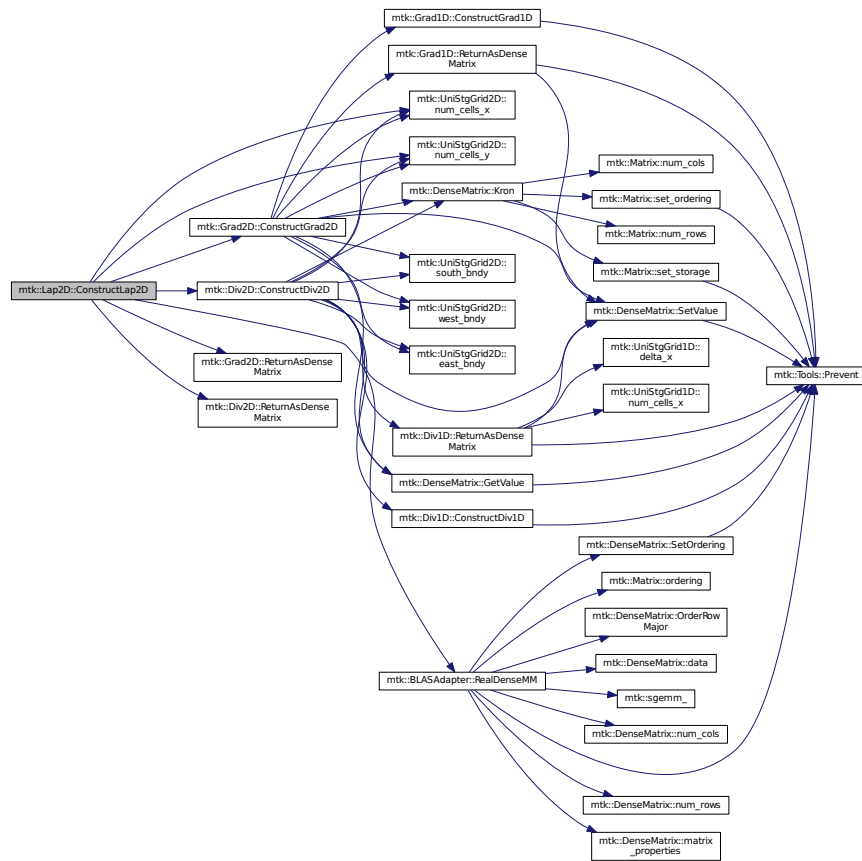 mtk::Grad1D::ConstructGrad1D
mtk::Grad1D::ReturnAsDense
Matrix
mtk::UniStgGrid2D::
num_cells_x
mtk::UniStgGrid2D::
num_cells_y
mtk::Matrix::num_cols
mtk::DenseMatrix::Kron
mtk::Matrix::set_ordering
mtk::Grad2D::ConstructGrad2D
mtk::Matrix::num_rows
mtk::UniStgGrid2D::
south_bndy
mtk::Matrix::set_storage
mtk::Lap2D::ConstructLap2D
mtk::Div2D::ConstructDiv2D
mtk::UniStgGrid2D::
west_bndy
mtk::DenseMatrix::SetValue
mtk::UniStgGrid2D::
east_bndy
mtk::UniStgGrid1D::
delta_x
mtk::Grad2D::ReturnAsDense
Matrix
mtk::Tools::Prevent
mtk::UniStgGrid1D::
num_cells_x
mtk::Div2D::ReturnAsDense
Matrix
mtk::Div1D::ReturnAsDense
Matrix
mtk::DenseMatrix::GetValue
mtk::Div1D::ConstructDiv1D
mtk::DenseMatrix::SetOrdering
mtk::Matrix::ordering
mtk::DenseMatrix::OrderRow
Major
mtk::DenseMatrix::data
mtk::BLASAdapter::RealDenseMM
mtk::sgemm_
mtk::DenseMatrix::num_cols
mtk::DenseMatrix::num_rows
mtk::DenseMatrix::matrix
_properties